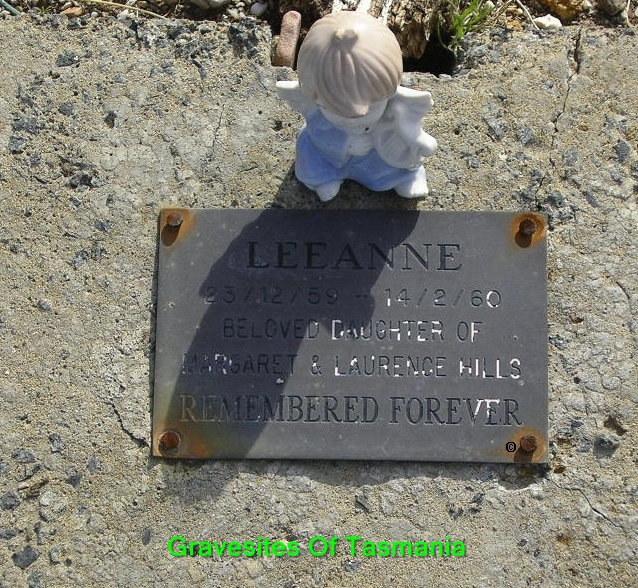 LEEANNE
23/12/59 - 14/2/60
BELOVED DAUGHTER OF
MARGARET & LAURENCE HILLS
REMEMBERED FOREVER
©
Gravesites Of Tasmania